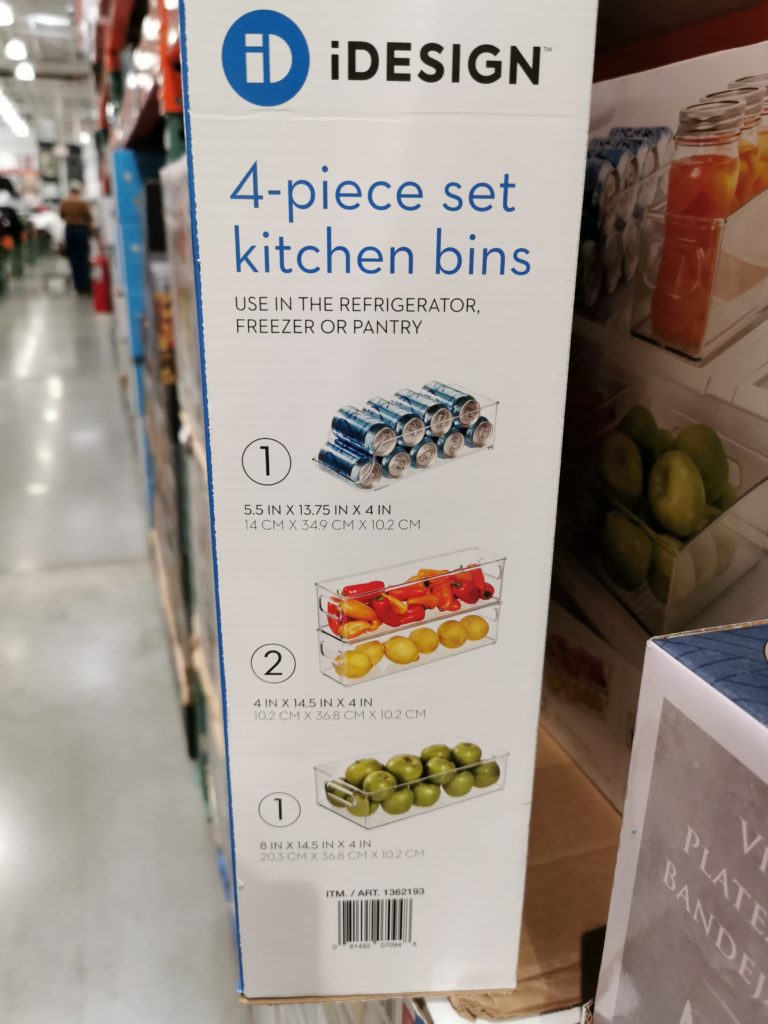 iD iDESIGN™
4-piece set
kitchen bins
USE IN THE REFRIGERATOR,
FREEZER OR PANTRY
1
5.5 IN X 13.75 IN X 4 IN
14 CM X 34.9 CM X 10.2 CM
2
4 IN X 14.5 IN X 4 IN
10.2 CM X 36.8 CM X 10.2 CM
1
8 IN X 14.5 IN X 4 IN
20.3 CM X 36.8 CM X 10.2 CM
ITM. / ART. 1362193